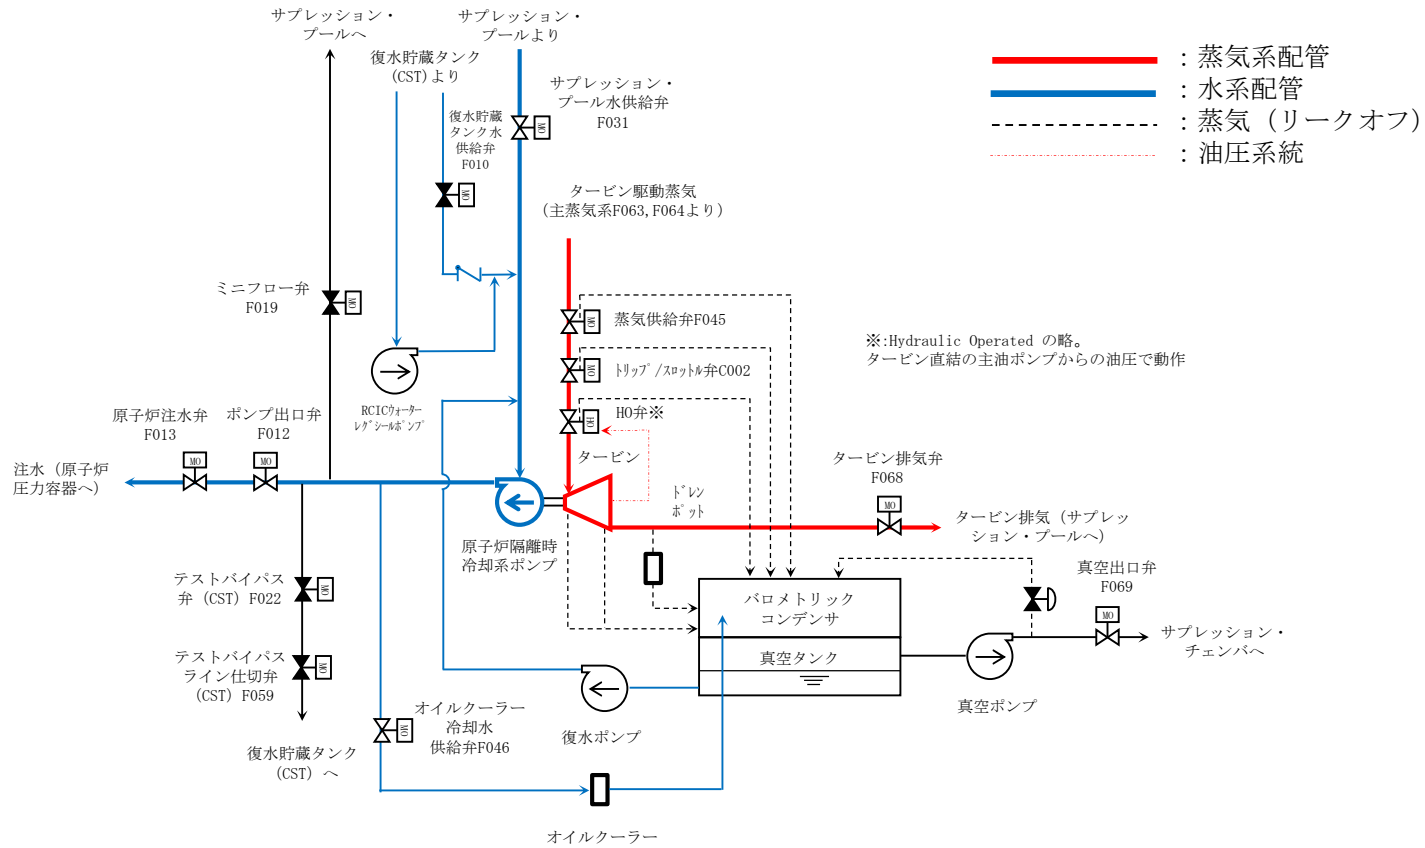 サプレッション・
プールへ
サプレッション・
プールより
復水貯蔵タンク
(CST)より
サプレッション・
プール水供給弁
F031
MO
復水貯蔵
タンク水
供給弁
F010
MO
：蒸気系配管
：水系配管
：蒸気（リークオフ）
：油圧系統
タービン駆動蒸気
（主蒸気系F063,F064より）
ミニフロー弁
F019
MO
MO
蒸気供給弁F045
MO
トリップ/スロットル弁C002
HO
HO弁※
※:Hydraulic Operated の略。
タービン直結の主油ポンプからの油圧で動作
RCICウォーター
レグシールポンプ
原子炉注水弁
F013
MO
ポンプ出口弁
F012
MO
注水（原子炉
圧力容器へ）
タービン
ドレン
ポット
タービン排気弁
F068
MO
タービン排気（サプレッ
ション・プールへ）
原子炉隔離時
冷却系ポンプ
真空出口弁
F069
MO
サプレッション・
チェンバへ
テストバイパス
弁（CST）F022
MO
バロメトリック
コンデンサ
真空タンク
真空ポンプ
テストバイパス
ライン仕切弁
（CST）F059
MO
復水貯蔵タンク
（CST）へ
オイルクーラー
冷却水
供給弁F046
MO
復水ポンプ
オイルクーラー